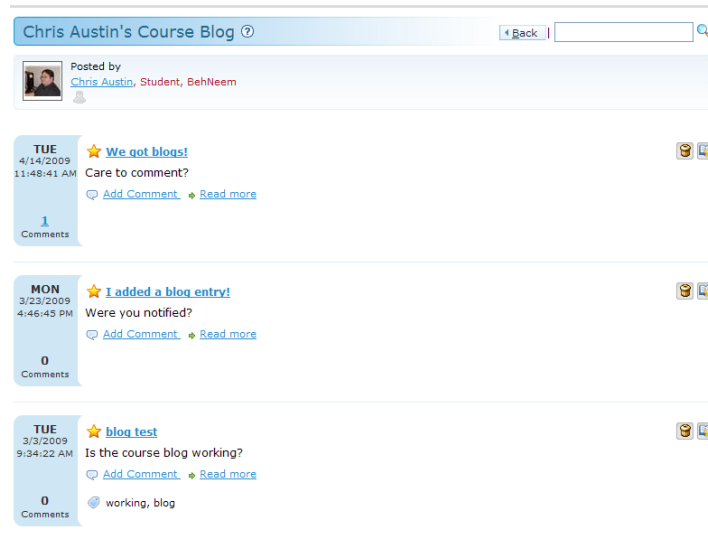 Chris Austin's Course Blog ?
Back |
Posted by
Chris Austin, Student, BehNeem
TUE
4/14/2009
11:48:41 AM
1
Comments
We got blogs!
Care to comment?
Add Comment Read more
MON
3/23/2009
4:46:45 PM
0
Comments
I added a blog entry!
Were you notified?
Add Comment Read more
TUE
3/3/2009
9:34:22 AM
0
Comments
blog test
Is the course blog working?
Add Comment Read more
working, blog